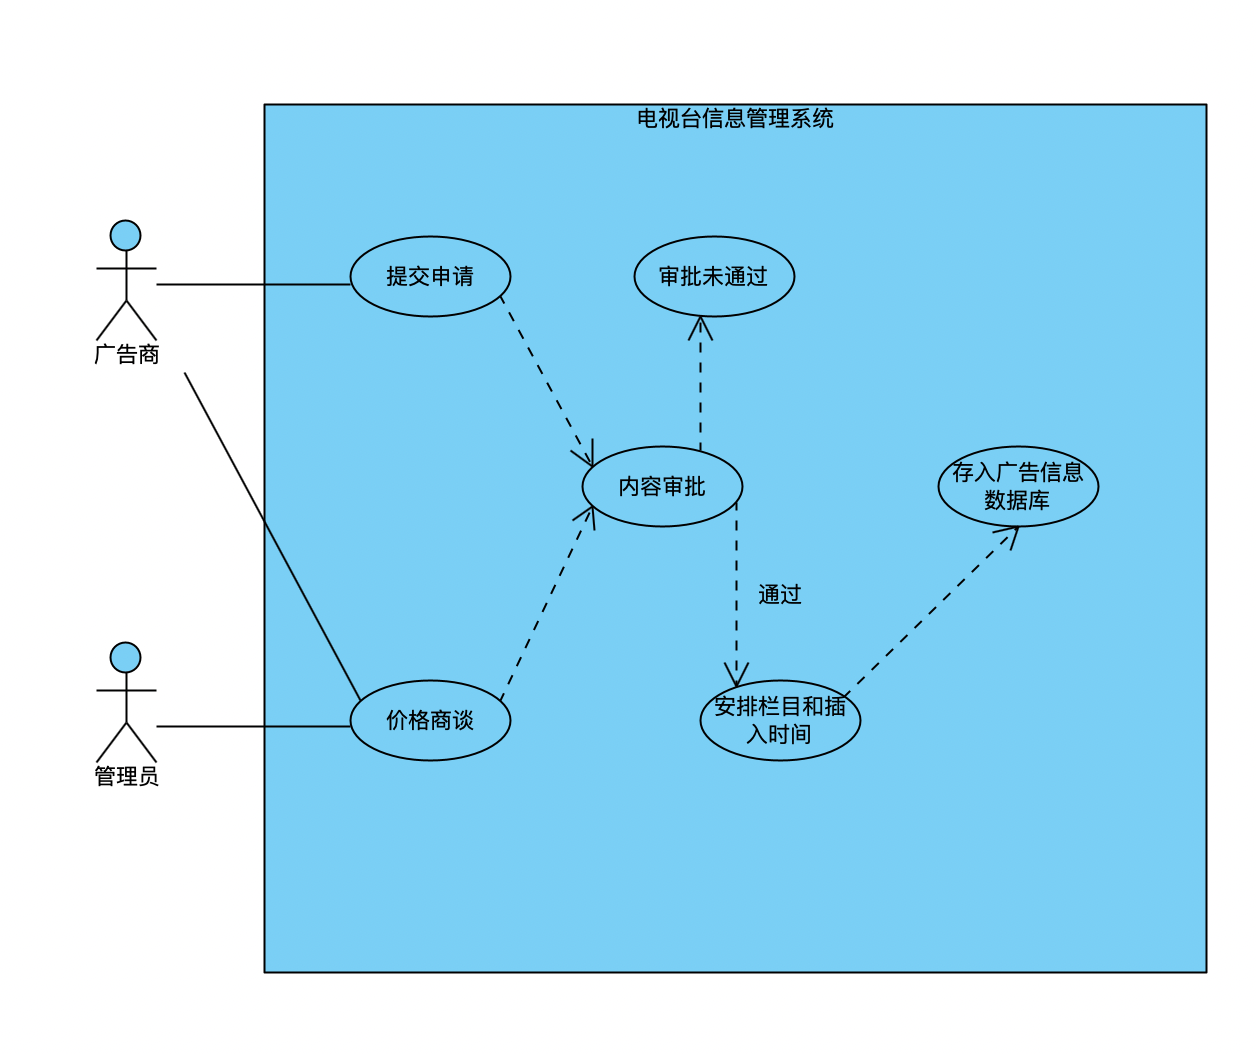 电视台信息管理系统
提交申请
审批未通过
广告商
内容审批
存入广告信息
数据库
通过
价格商谈
安排栏目和插
入时间
管理员